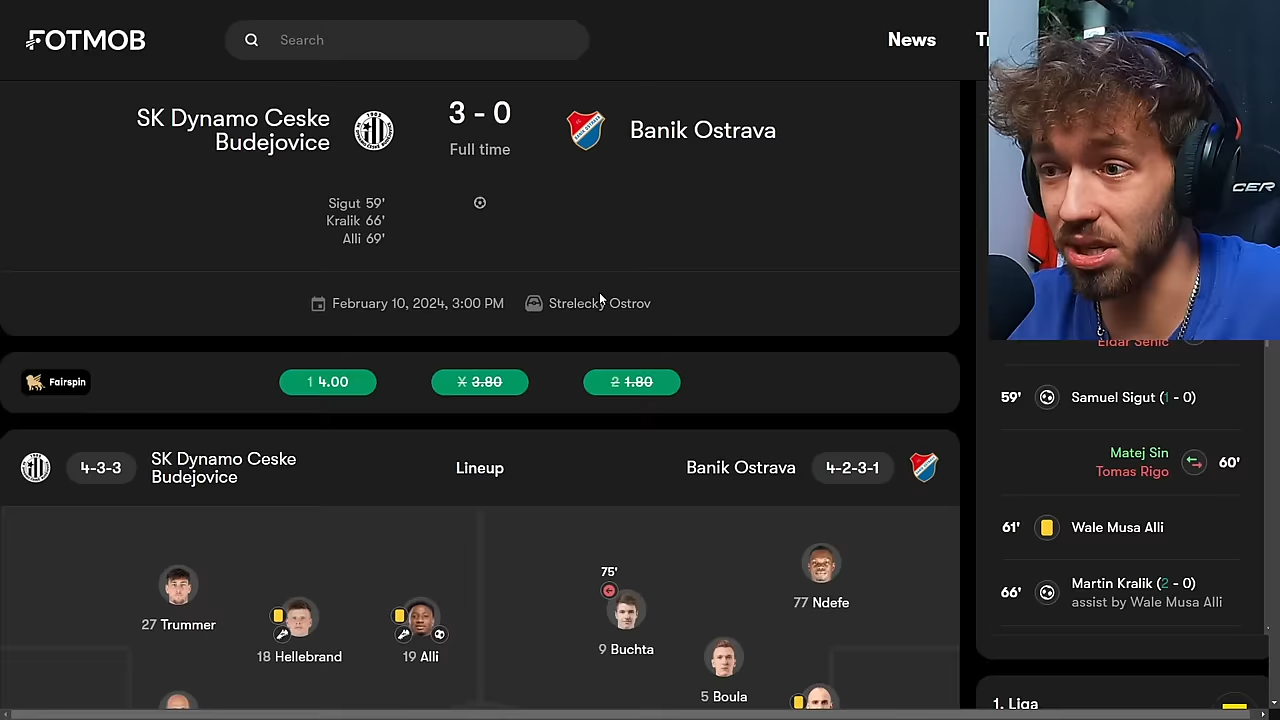 FOTMOB
Search
News
SK Dynamo Ceske
Budejovice
3 - 0
Full time
Banik Ostrava
Sigut 59'
Kralik 66'
Alli 69'
February 10, 2024, 3:00 PM
Strelecky Ostrov
Fairspin
1 4.00
X 3.80
2 1.80
4-3-3
SK Dynamo Ceske
Budejovice
Lineup
Banik Ostrava
4-2-3-1
27 Trummer
18 Hellebrand
19 Alli
75'
9 Buchta
77 Ndefe
5 Boula
Eldar Sehic
59'
Samuel Sigut (1 - 0)
Matej Sin
Tomas Rigo
60'
61'
Wale Musa Alli
66'
Martin Kralik (2 - 0)
assist by Wale Musa Alli
1. Liga